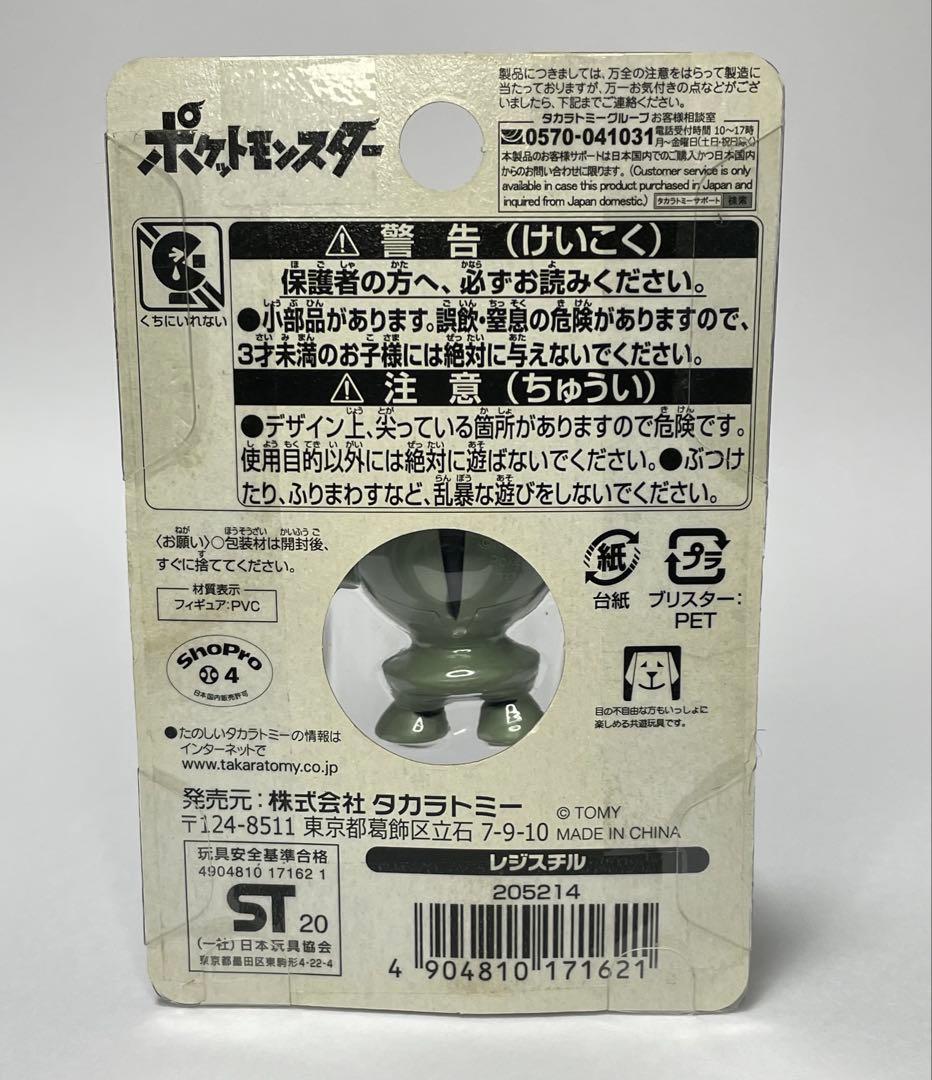 ポケットモンスター
製品につきましては、万全の注意をはらって製造に
当たっておりますが、万一お気付きの点などがござ
いましたら、下記までご連絡ください。
タカラトミーグループ お客様相談室
0570-041031 電話受付時間 10〜17時
月〜金曜日(土・日・祝日除く)
本製品のお客様サポートは日本国内でのご購入かつ日本国内
からのお問い合わせに限ります。(Customer service is only
available in case this product purchased in Japan and
inquired from Japan domestic.) タカラトミーサポート 検索
くちにいれない
⚠ 警告(けいこく)
保護者の方へ、必ずお読みください。
●小部品があります。誤飲・窒息の危険がありますので、
3才未満のお子様には絶対に与えないでください。
⚠ 注意(ちゅうい)
●デザイン上、尖っている箇所がありますので危険です。
使用目的以外には絶対に遊ばないでください。●ぶつけ
たり、ふりまわすなど、乱暴な遊びをしないでください。
〈お願い〉○包装材は開封後、
すぐに捨ててください。
材質表示
フィギュア:PVC
紙
台紙
プラ
ブリスター:
PET
ShoPro
4
日本国内販売許可
目の不自由な方もいっしょに
楽しめる共遊玩具です。
●たのしいタカラトミーの情報は
インターネットで
www.takaratomy.co.jp
発売元:株式会社 タカラトミー
〒124-8511 東京都葛飾区立石 7-9-10
© TOMY
MADE IN CHINA
玩具安全基準合格
4904810 17162 1
ST 20
(一社)日本玩具協会
東京都墨田区東駒形4-22-4
レジスチル
205214
4 904810 171621